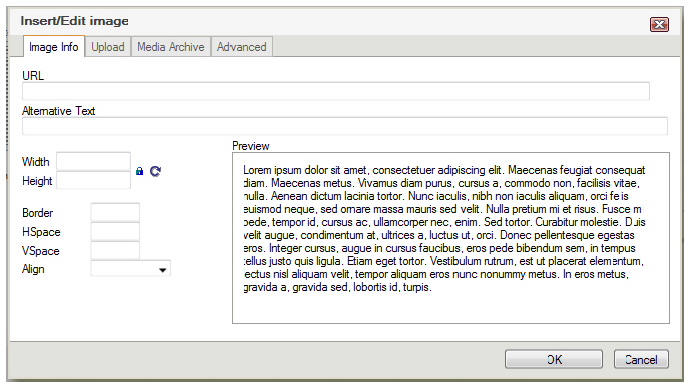 Insert/Edit image
Image Info Upload Media Archive Advanced
URL
Alternative Text
Width
Height
Border
HSpace
VSpace
Align
Preview
Lorem ipsum dolor sit amet, consectetuer adipiscing elit. Maecenas feugiat consequat
diam. Maecenas metus. Vivamus diam purus, cursus a, commodo non, facilisis vitae,
nulla. Aenean dictum lacinia tortor. Nunc iaculis, nibh non iaculis aliquam, orci felis
euismod neque, sed ornare massa mauris sed velit. Nulla pretium mi et risus. Fusce mi
pede, tempor id, cursus ac, ullamcorper nec, enim. Sed tortor. Curabitur molestie. Duis
velit augue, condimentum at, ultrices a, luctus ut, orci. Donec pellentesque egestas
eros. Integer cursus, augue in cursus faucibus, eros pede bibendum sem, in tempus
tellus justo quis ligula. Etiam eget tortor. Vestibulum rutrum, est ut placerat elementum,
lectus nisl aliquam velit, tempor aliquam eros nunc nonummy metus. In eros metus,
gravida a, gravida sed, lobortis id, turpis.
OK Cancel